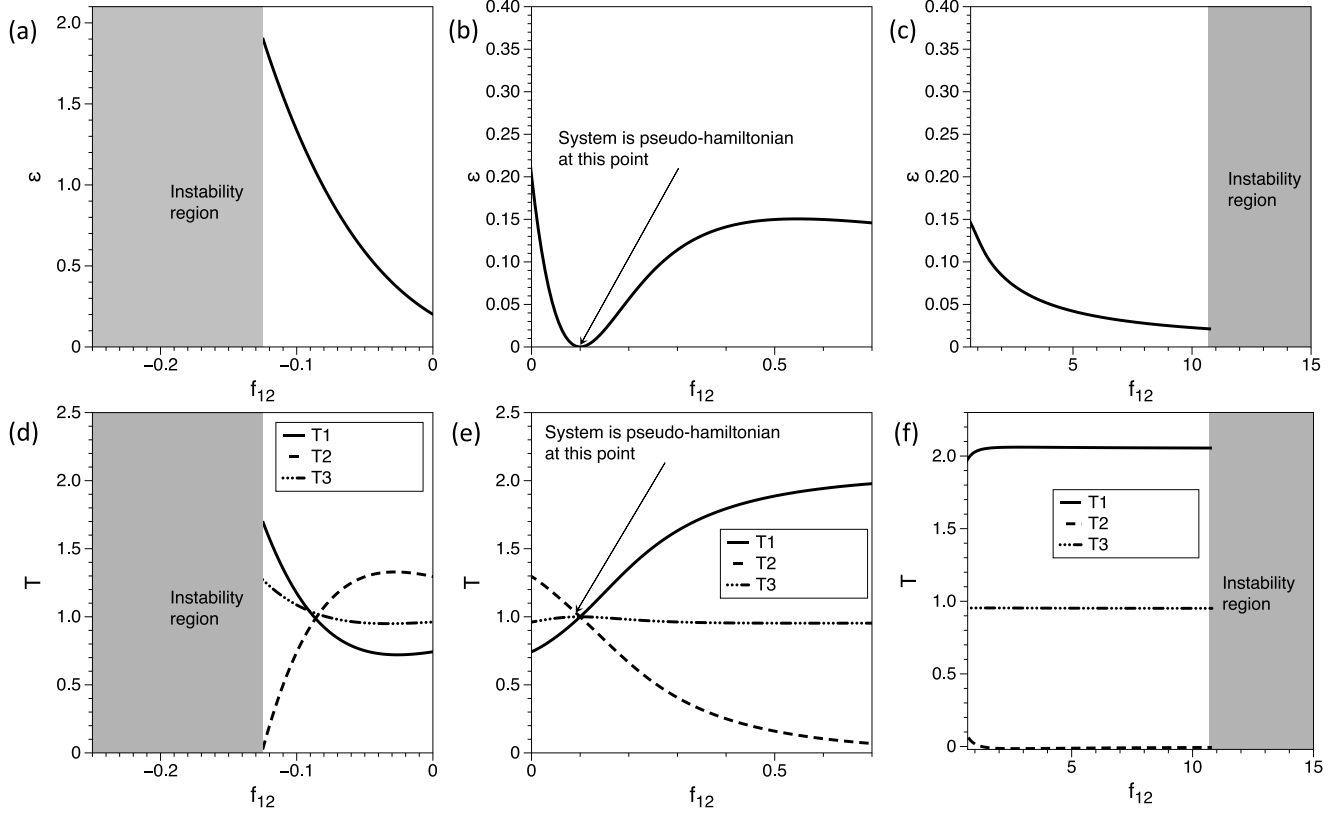 (a)
2.0
1.5
1.0
0.5
0
ε
Instability
region
−0.2
−0.1
0
f12
(b)
0.40
0.35
0.30
0.25
0.20
0.15
0.10
0.05
0
ε
System is pseudo-hamiltonian
at this point
0
0.5
f12
(c)
0.40
0.35
0.30
0.25
0.20
0.15
0.10
0.05
0
ε
Instability
region
5
10
15
f12
(d)
2.5
2.0
1.5
1.0
0.5
0
T
T1
T2
T3
Instability
region
−0.2
−0.1
0
f12
(e)
2.5
2.0
1.5
1.0
0.5
0
T
System is pseudo-hamiltonian
at this point
T1
T2
T3
0
0.5
f12
(f)
2.0
1.5
1.0
0.5
0
T
T1
T2
T3
Instability
region
5
10
15
f12